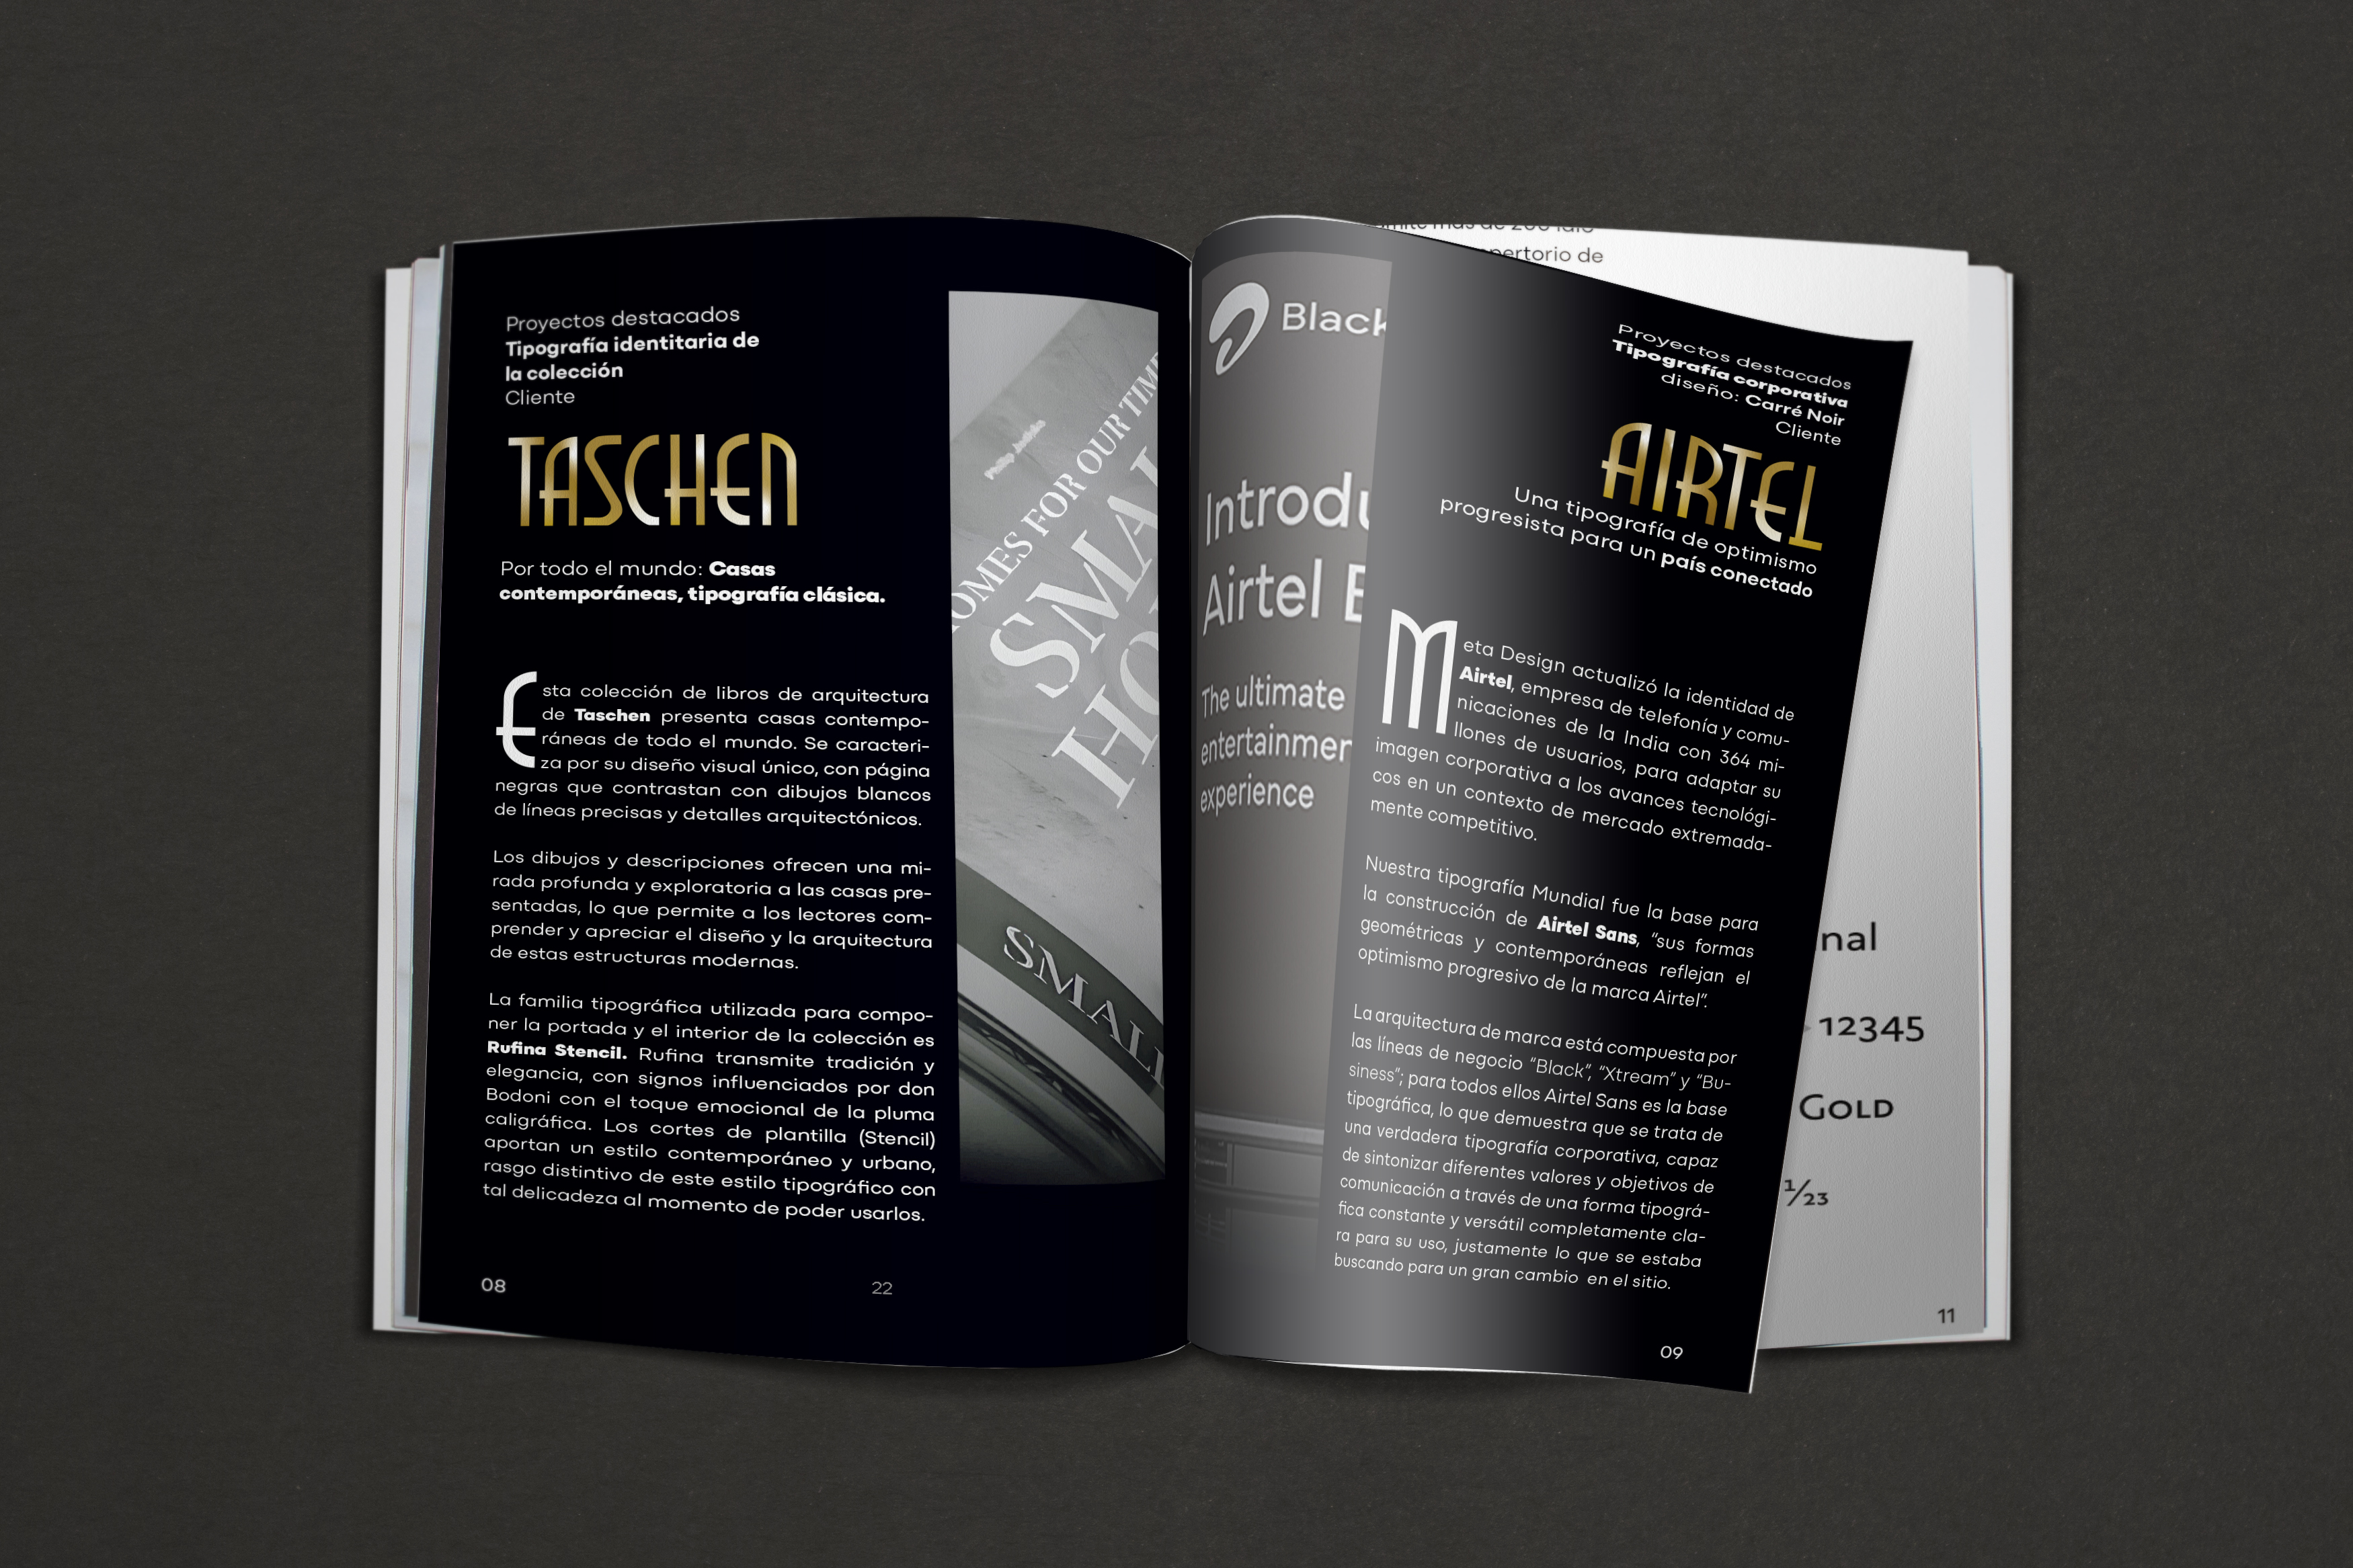 Proyectos destacados
Tipografía identitaria de
la colección
Cliente
TASCHEN
Por todo el mundo: Casas
contemporáneas, tipografía clásica.
Esta colección de libros de arquitectura
de Taschen presenta casas contempo-
ráneas de todo el mundo. Se caracteri-
za por su diseño visual único, con página
negras que contrastan con dibujos blancos
de líneas precisas y detalles arquitectónicos.
Los dibujos y descripciones ofrecen una mi-
rada profunda y exploratoria a las casas pre-
sentadas, lo que permite a los lectores com-
prender y apreciar el diseño y la arquitectura
de estas estructuras modernas.
La familia tipográfica utilizada para compo-
ner la portada y el interior de la colección es
Rufina Stencil. Rufina transmite tradición y
elegancia, con signos influenciados por don
Bodoni con el toque emocional de la pluma
caligráfica. Los cortes de plantilla (Stencil)
aportan un estilo contemporáneo y urbano,
rasgo distintivo de este estilo tipográfico con
tal delicadeza al momento de poder usarlos.
08
22
Philip Jodidio
OMES FOR OUR TIM
SMAL
HO
SMALL
Black
Introdu
Airtel B
The ultimate
entertainmen
experience
Proyectos destacados
Tipografía corporativa
diseño: Carré Noir
Cliente
AIRTEL
Una tipografía de optimismo
progresista para un país conectado
Meta Design actualizó la identidad de
Airtel, empresa de telefonía y comu-
nicaciones de la India con 364 mi-
llones de usuarios, para adaptar su
imagen corporativa a los avances tecnológi-
cos en un contexto de mercado extremada-
mente competitivo.
Nuestra tipografía Mundial fue la base para
la construcción de Airtel Sans, “sus formas
geométricas y contemporáneas reflejan el
optimismo progresivo de la marca Airtel”.
La arquitectura de marca está compuesta por
las líneas de negocio “Black”, “Xtream” y “Bu-
siness”; para todos ellos Airtel Sans es la base
tipográfica, lo que demuestra que se trata de
una verdadera tipografía corporativa, capaz
de sintonizar diferentes valores y objetivos de
comunicación a través de una forma tipográ-
fica constante y versátil completamente cla-
ra para su uso, justamente lo que se estaba
buscando para un gran cambio en el sitio.
09
mite más de 200 idio
pertorio de
nal
12345
GOLD
1/23
11